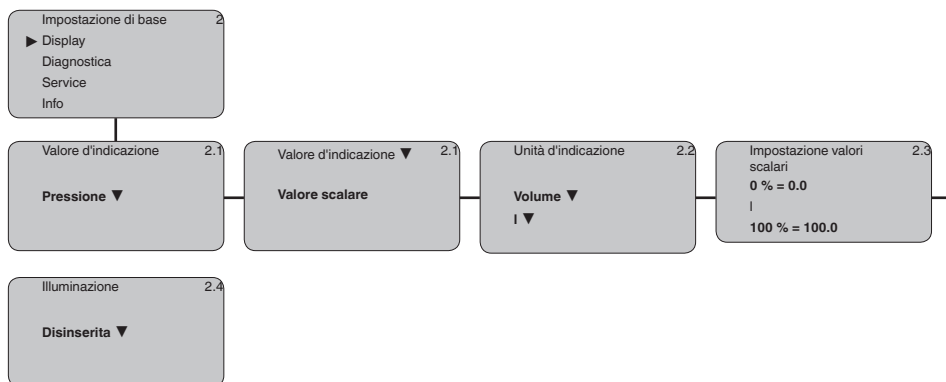 Impostazione di base 2
▶ Display
Diagnostica
Service
Info
Valore d'indicazione 2.1
Pressione ▼
Valore d'indicazione ▼ 2.1
Valore scalare
Unità d'indicazione 2.2
Volume ▼
l ▼
Impostazione valori 2.3
scalari
0 % = 0.0
l
100 % = 100.0
Illuminazione 2.4
Disinserita ▼